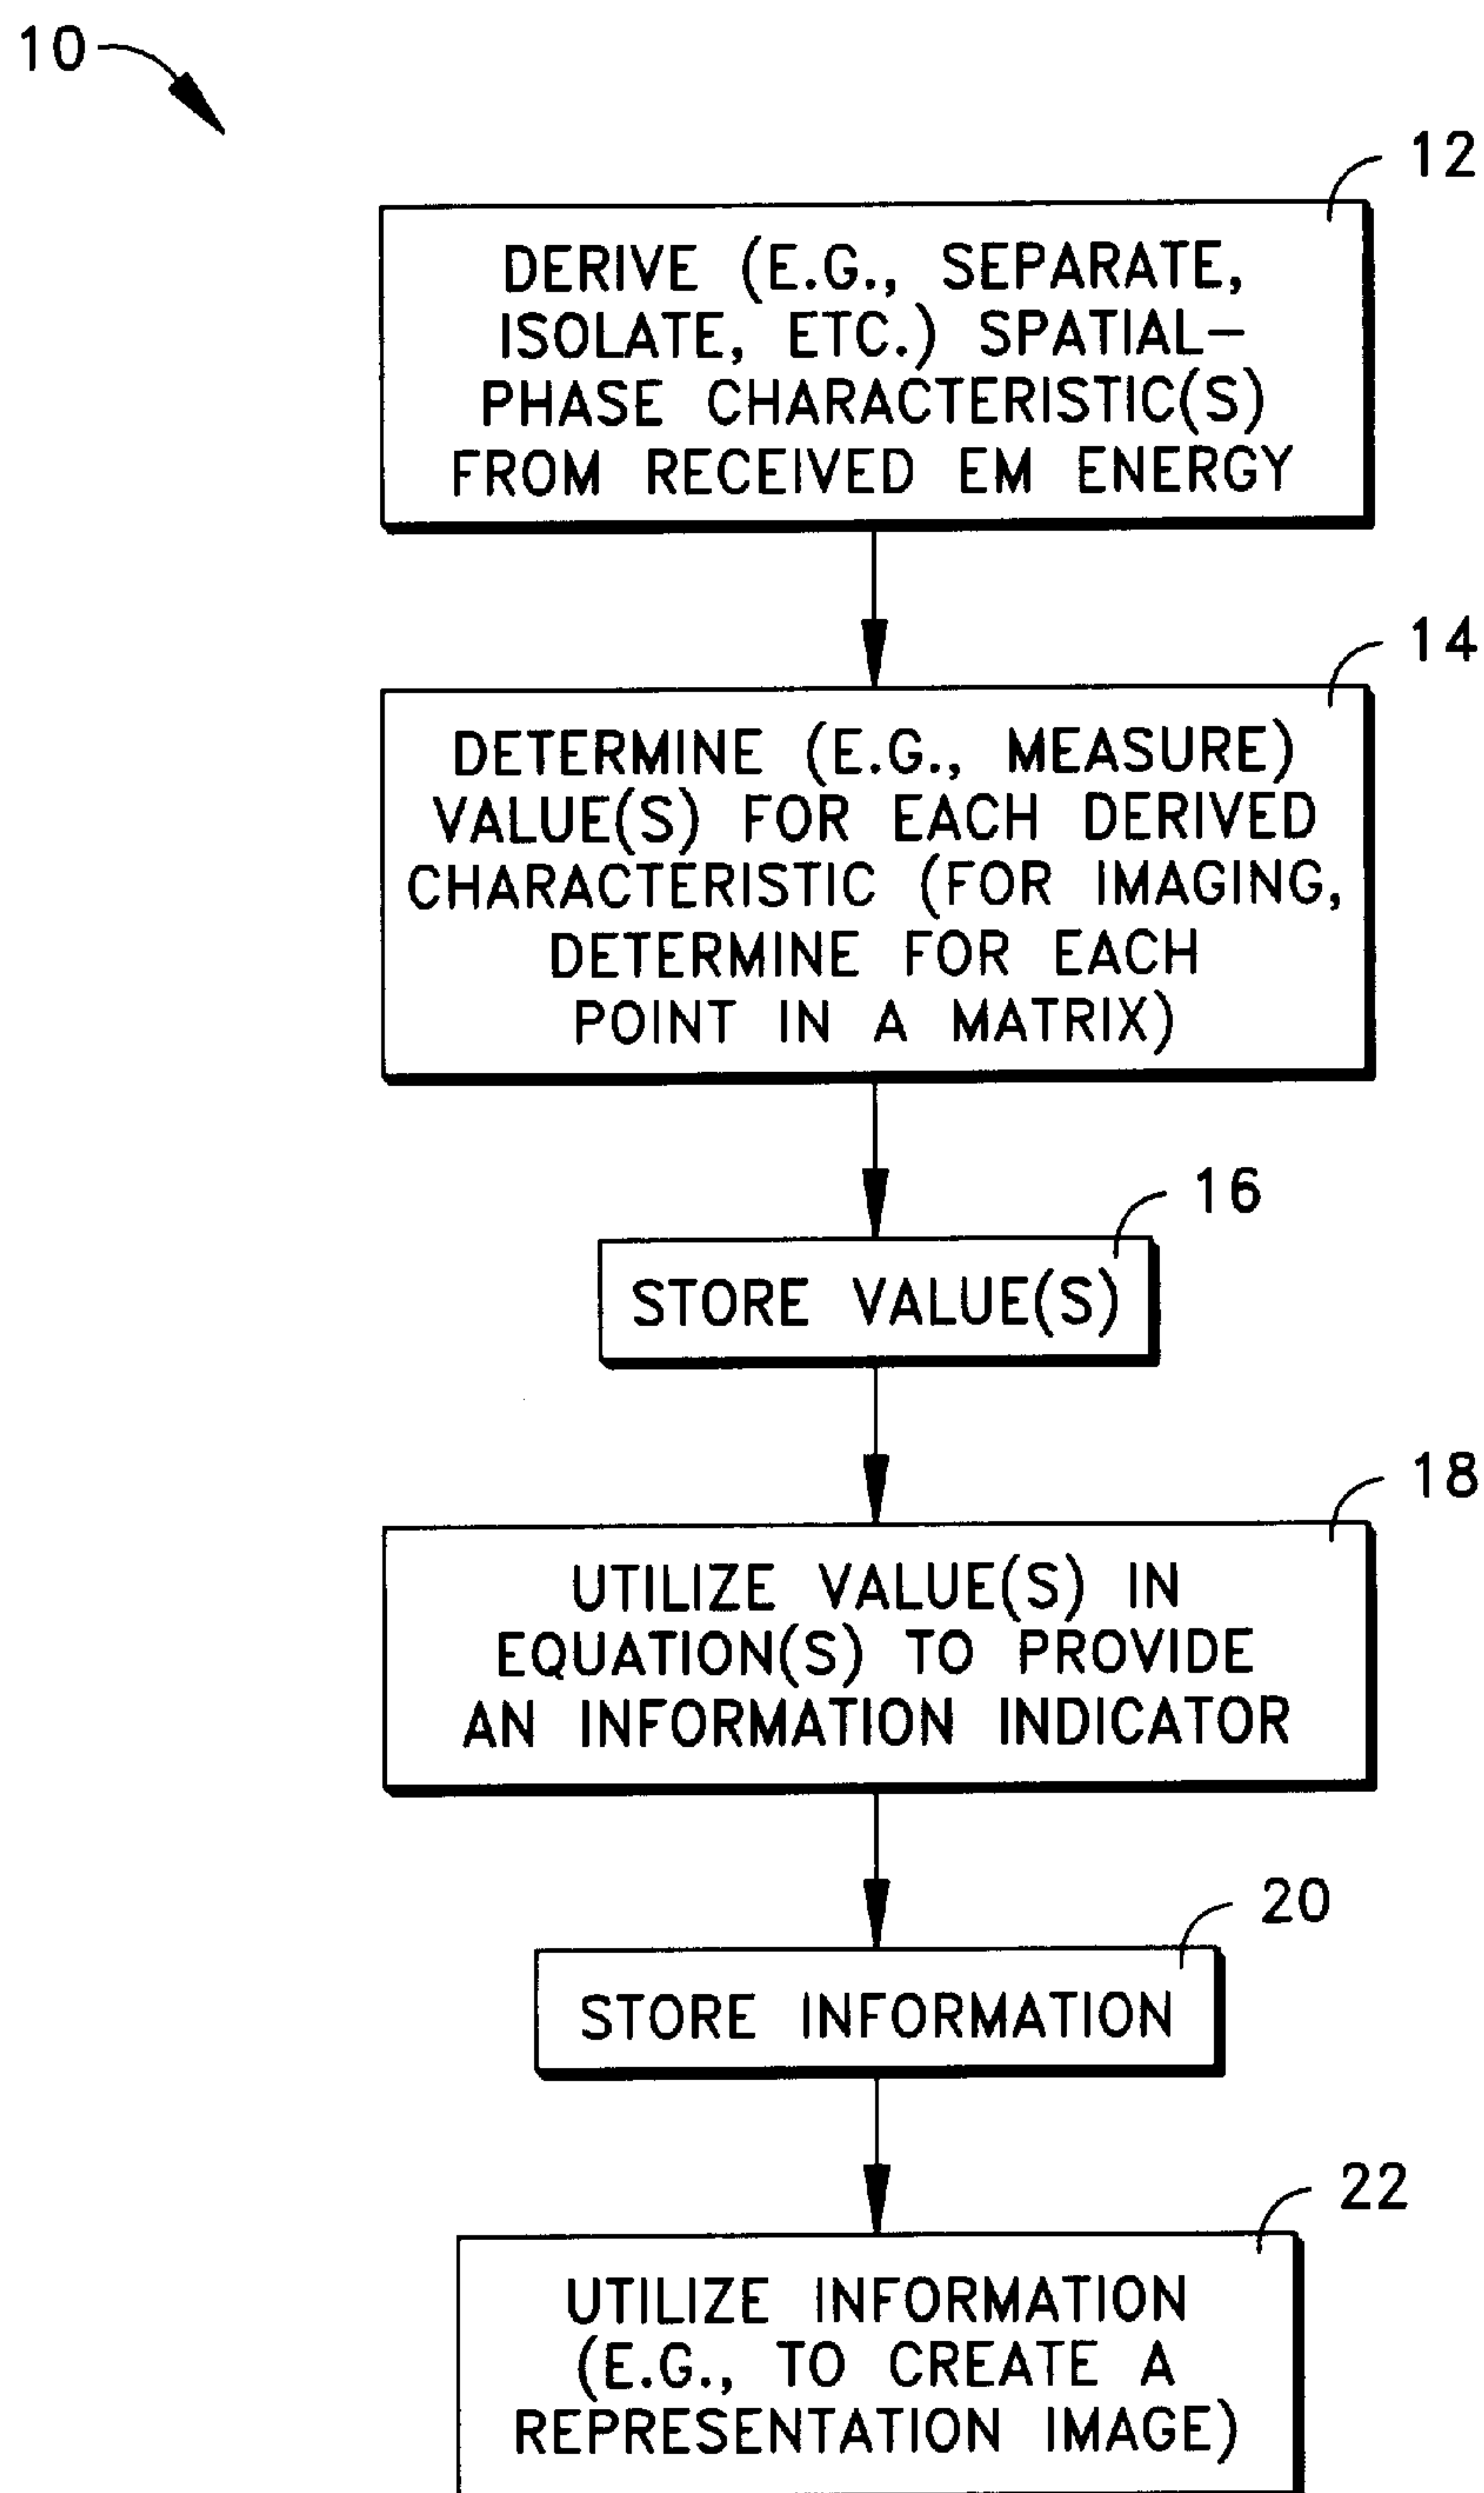 10
12
DERIVE (E.G., SEPARATE,
ISOLATE, ETC.) SPATIAL–
PHASE CHARACTERISTIC(S)
FROM RECEIVED EM ENERGY
14
DETERMINE (E.G., MEASURE)
VALUE(S) FOR EACH DERIVED
CHARACTERISTIC (FOR IMAGING,
DETERMINE FOR EACH
POINT IN A MATRIX)
16
STORE VALUE(S)
18
UTILIZE VALUE(S) IN
EQUATION(S) TO PROVIDE
AN INFORMATION INDICATOR
20
STORE INFORMATION
22
UTILIZE INFORMATION
(E.G., TO CREATE A
REPRESENTATION IMAGE)